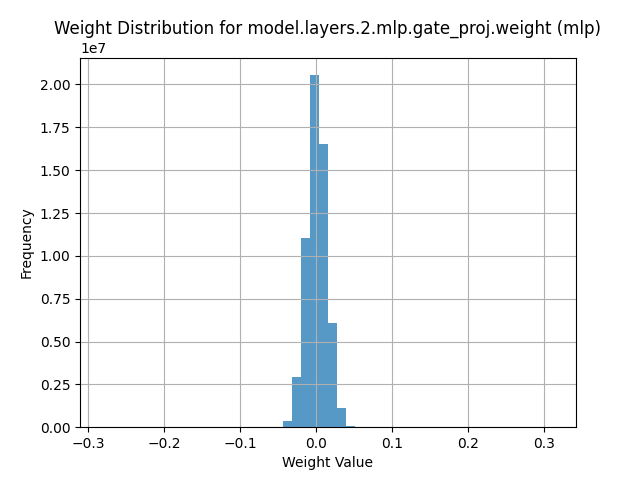 Weight Distribution for model.layers.2.mlp.gate_proj.weight (mlp)
1e7
2.00
1.75
1.50
1.25
1.00
0.75
0.50
0.25
0.00
Frequency
−0.3 −0.2 −0.1 0.0 0.1 0.2 0.3
Weight Value